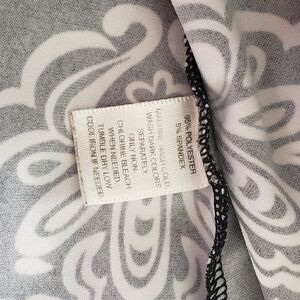 95% POLYESTER
5% SPANDEX
MACHINE WASH COLD
WASH DARK COLORS
SEPARATELY
ONLY NON-
CHLORINE BLEACH
WHEN NEEDED
TUMBLE DRY LOW
COOL IRON IF NEEDED